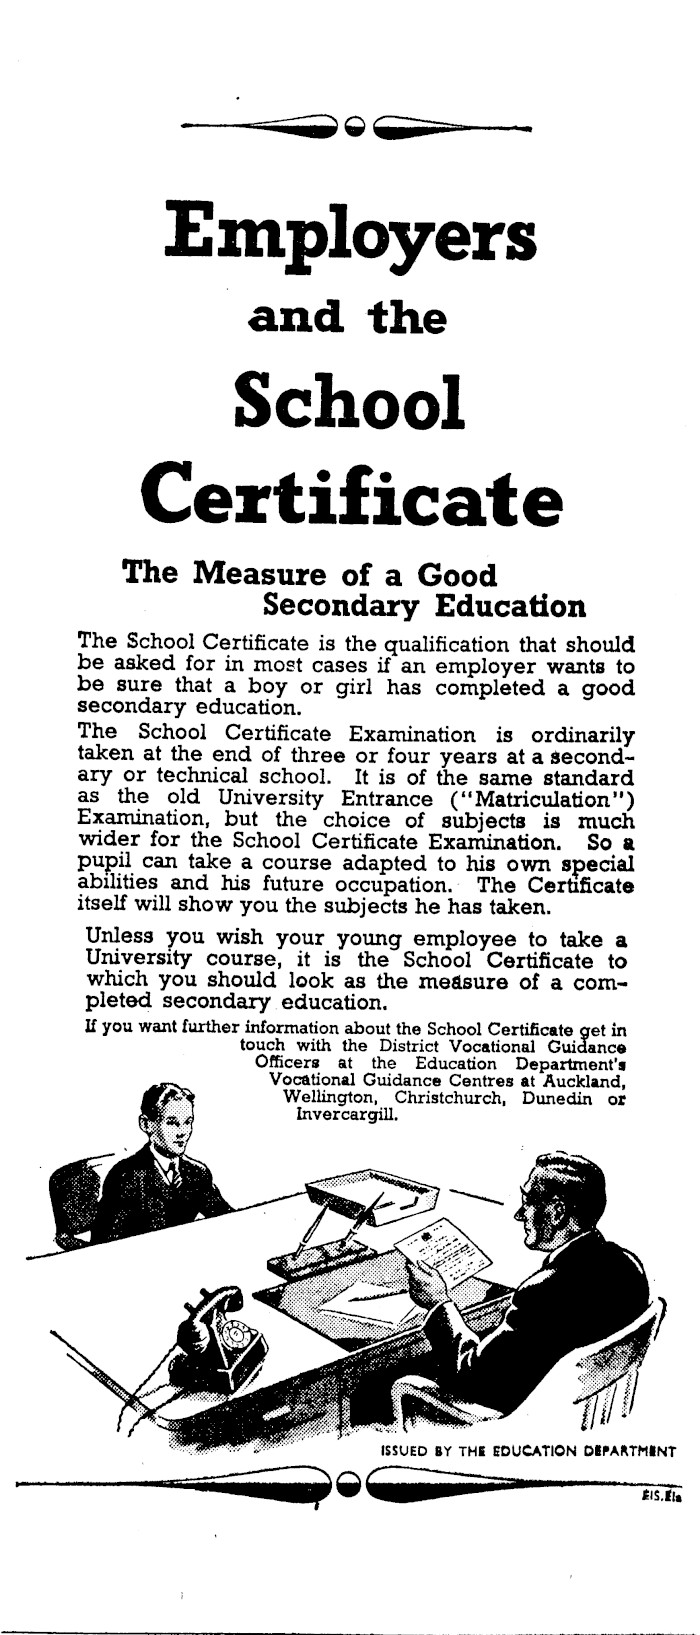 Employers
and the
School
Certificate
The Measure of a Good
Secondary Education
The School Certificate is the qualification that should
be asked for in most cases if an employer wants to
be sure that a boy or girl has completed a good
secondary education.
The School Certificate Examination is ordinarily
taken at the end of three or four years at a second-
ary or technical school. It is of the same standard
as the old University Entrance ("Matriculation")
Examination, but the choice of subjects is much
wider for the School Certificate Examination. So a
pupil can take a course adapted to his own special
abilities and his future occupation. The Certificate
itself will show you the subjects he has taken.
Unless you wish your young employee to take a
University course, it is the School Certificate to
which you should look as the measure of a com-
pleted secondary education.
If you want further information about the School Certificate get in
touch with the District Vocational Guidance
Officers at the Education Department's
Vocational Guidance Centres at Auckland,
Wellington, Christchurch, Dunedin or
Invercargill.
ISSUED BY THE EDUCATION DEPARTMENT